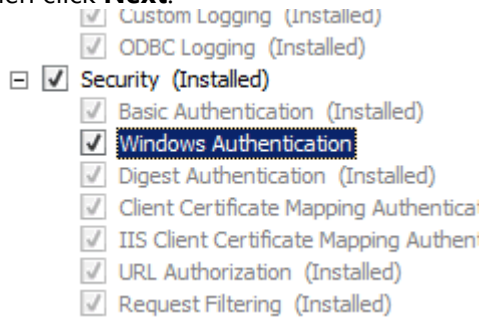 then click Next.
Custom Logging (Installed)
ODBC Logging (Installed)
Security (Installed)
Basic Authentication (Installed)
Windows Authentication
Digest Authentication (Installed)
Client Certificate Mapping Authenticat
IIS Client Certificate Mapping Authent
URL Authorization (Installed)
Request Filtering (Installed)